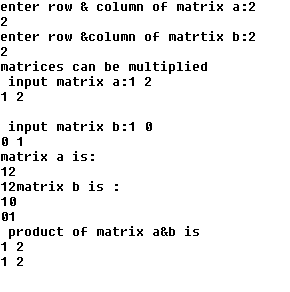 enter row & column of matrix a:2
2
enter row &column of matrtix b:2
2
matrices can be multiplied
input matrix a:1 2
1 2
input matrix b:1 0
0 1
matrix a is:
12
12matrix b is :
10
01
product of matrix a&b is
1 2
1 2